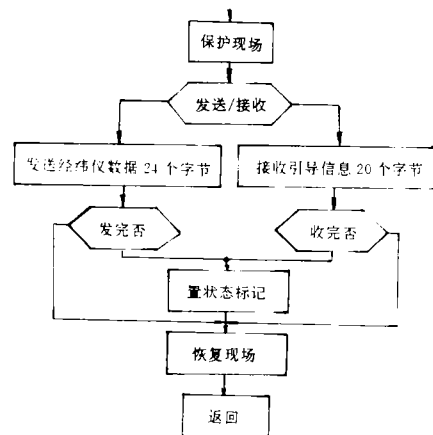 保护现场
发送/接收
发送经纬仪数据24个字节
接收引导信息20个字节
发完否
收完否
置状态标记
恢复现场
返回